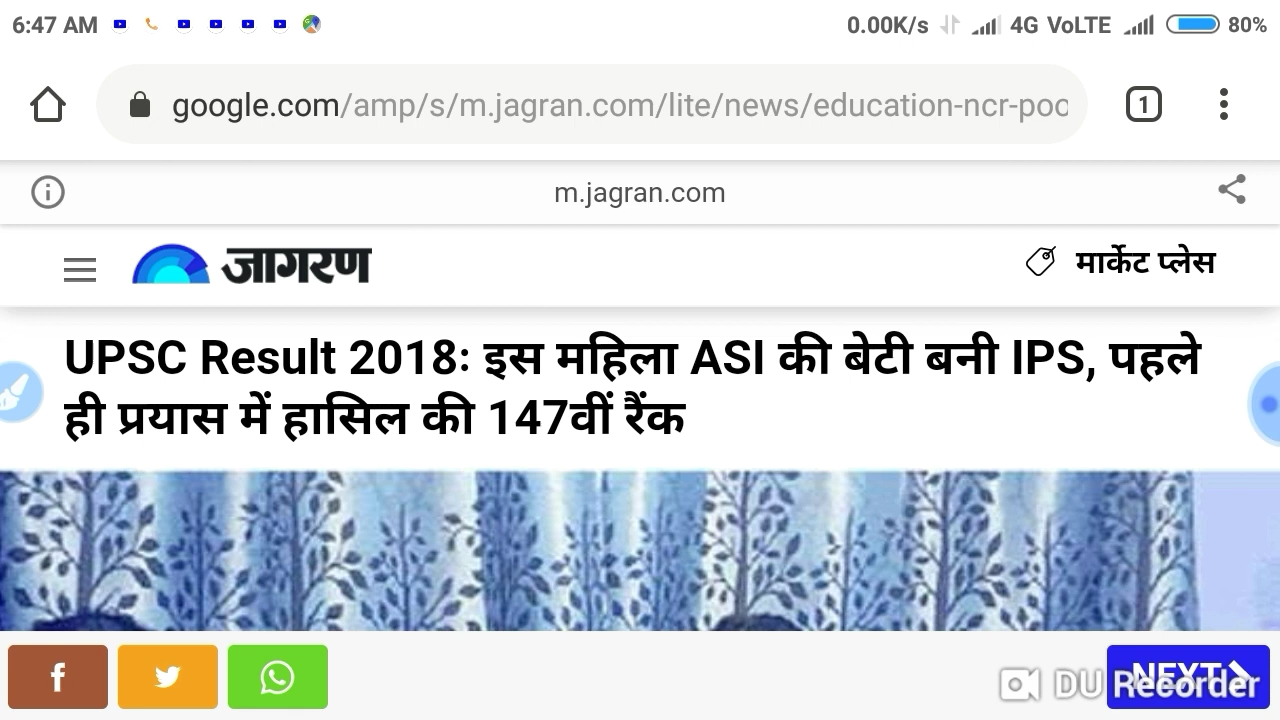 6:47 AM 0.00K/s 4G VoLTE 80%
google.com/amp/s/m.jagran.com/lite/news/education-ncr-poo 1
m.jagran.com
जागरण मार्केट प्लेस
UPSC Result 2018: इस महिला ASI की बेटी बनी IPS, पहले
ही प्रयास में हासिल की 147वीं रैंक
NEXT
DU Recorder